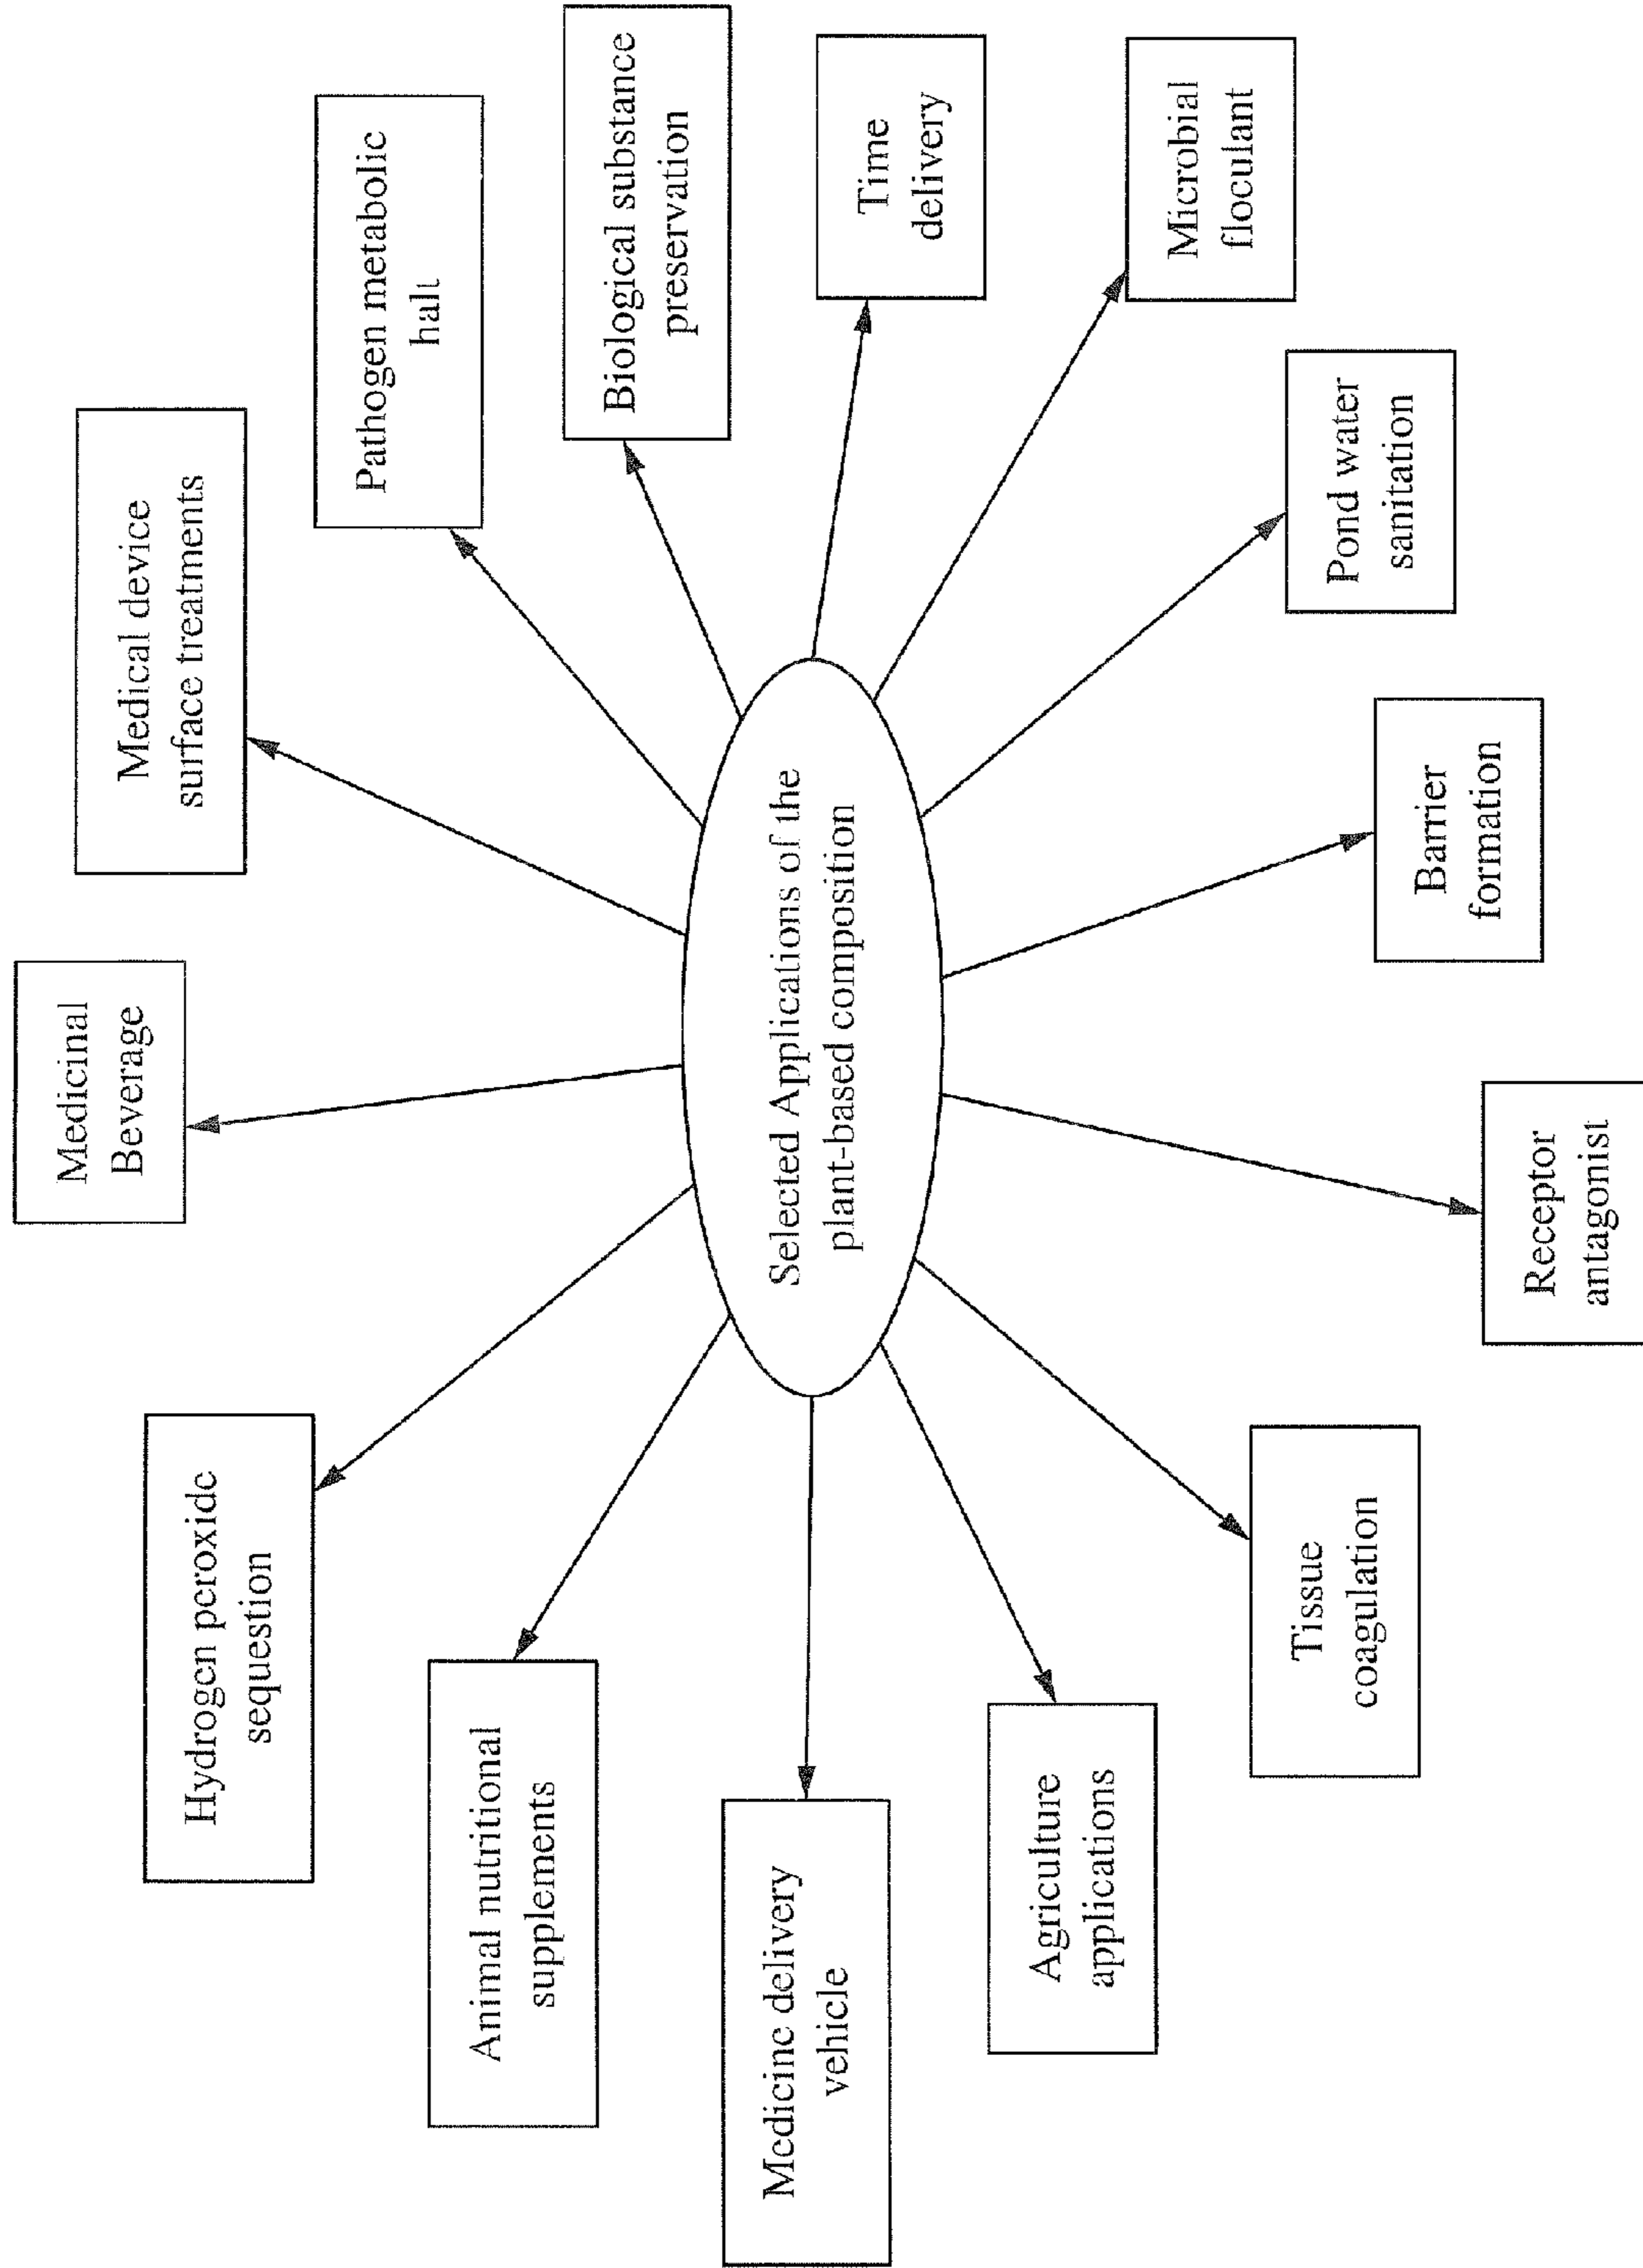 Medicinal
Beverage
Medical device
surface treatments
Hydrogen peroxide
sequestion
Pathogen metabolic
halt
Animal nutritional
supplements
Biological substance
preservation
Medicine delivery
vehicle
Selected Applications of the
plant-based composition
Time
delivery
Agriculture
applications
Microbial
floculant
Tissue
coagulation
Pond water
sanitation
Barrier
formation
Receptor
antagonist